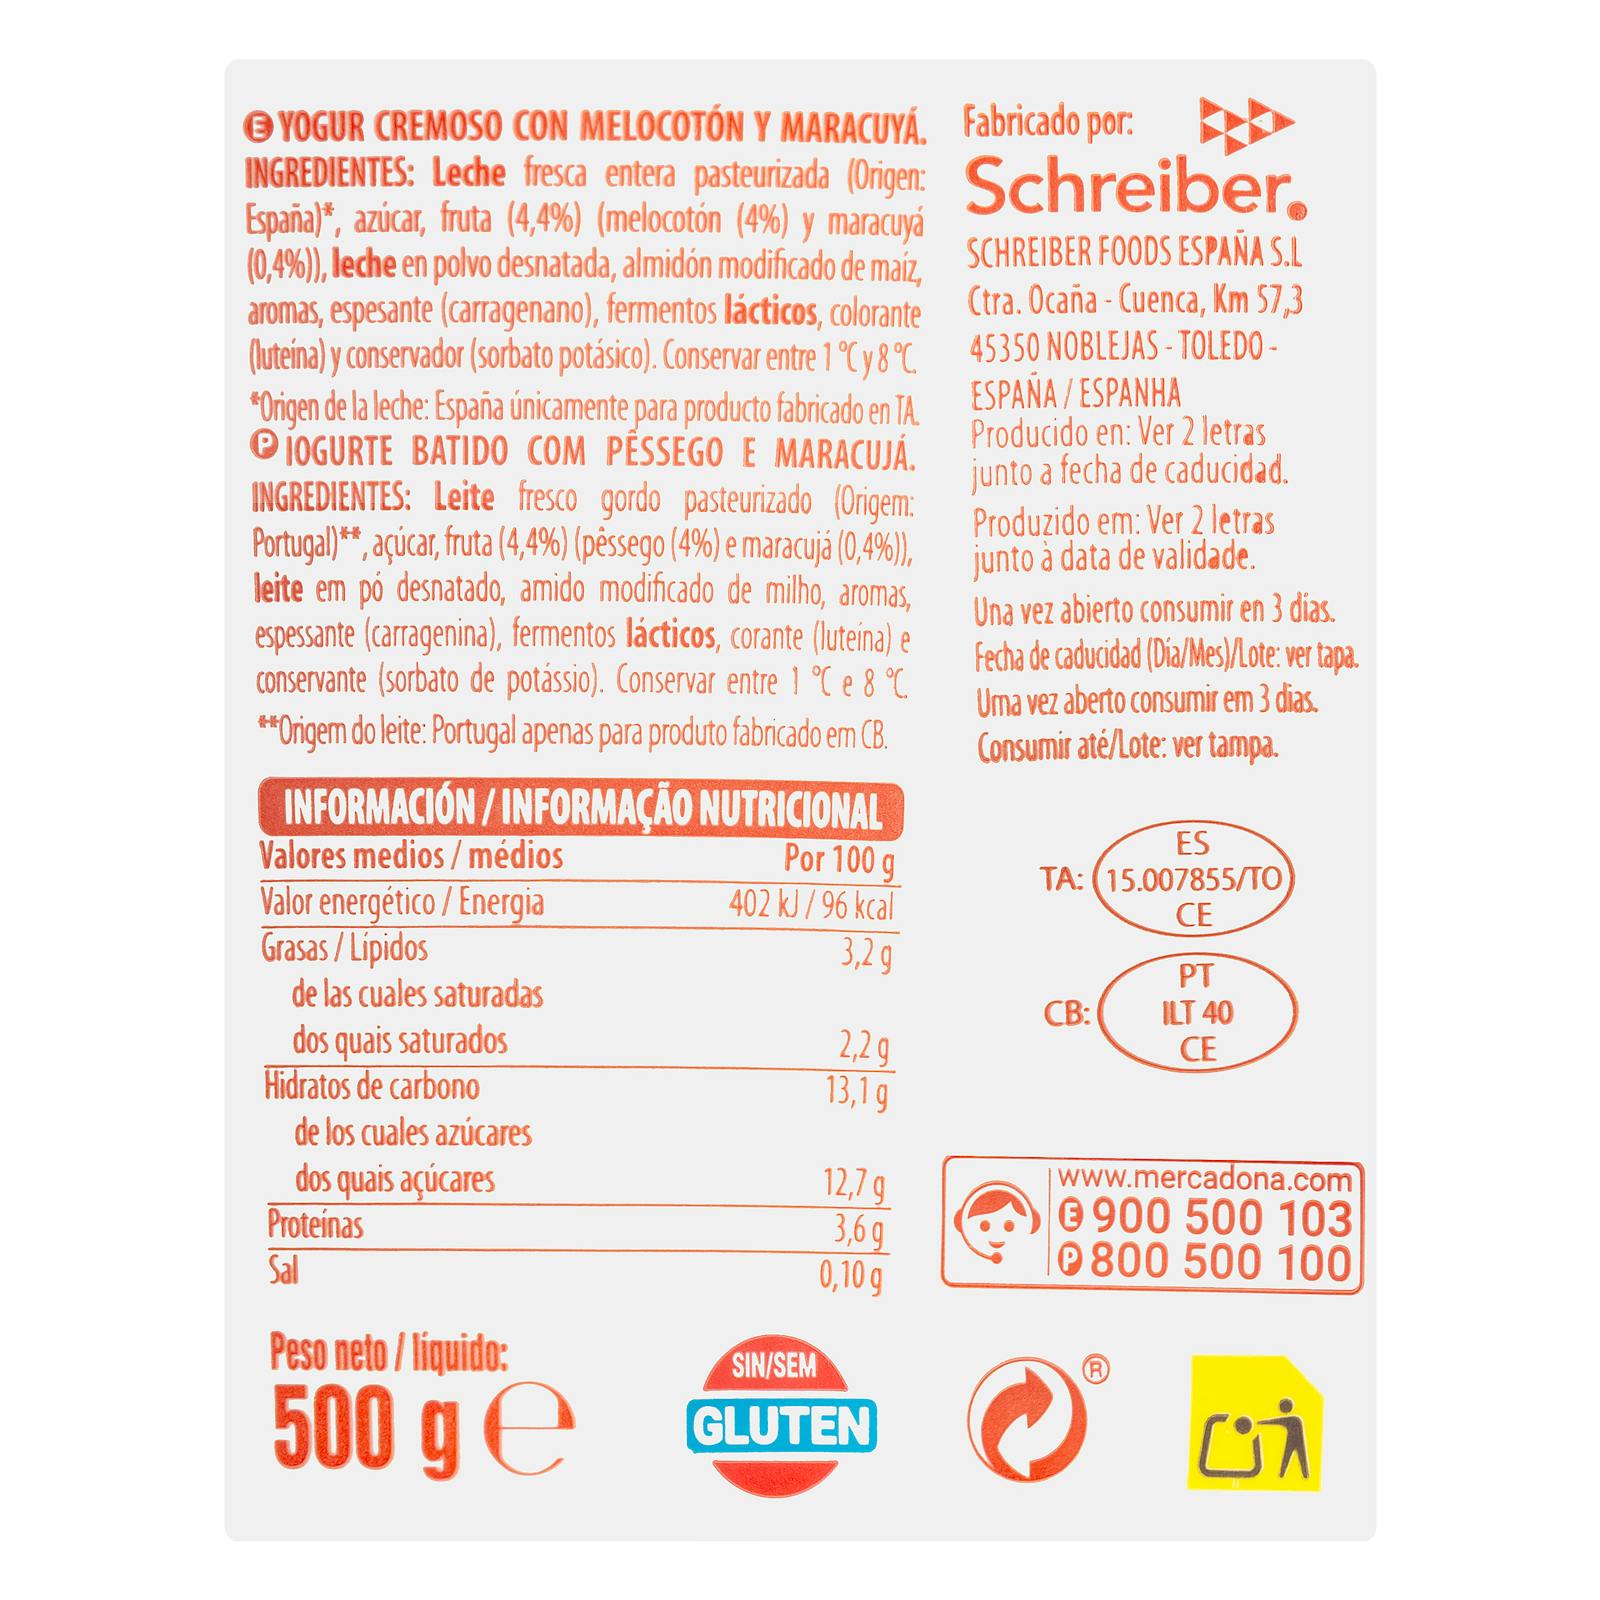 E YOGUR CREMOSO CON MELOCOTÓN Y MARACUYÁ.
INGREDIENTES: Leche fresca entera pasteurizada (Origen:
España)*, azúcar, fruta (4,4%) (melocotón (4%) y maracuyá
(0,4%)), leche en polvo desnatada, almidón modificado de maíz,
aromas, espesante (carragenano), fermentos lácticos, colorante
(luteína) y conservador (sorbato potásico). Conservar entre 1 °C y 8 °C.
*Origen de la leche: España únicamente para producto fabricado en TA.
P IOGURTE BATIDO COM PÊSSEGO E MARACUJÁ.
INGREDIENTES: Leite fresco gordo pasteurizado (Origem:
Portugal)**, açúcar, fruta (4,4%) (pêssego (4%) e maracujá (0,4%)),
leite em pó desnatado, amido modificado de milho, aromas,
espessante (carragenina), fermentos lácticos, corante (luteína) e
conservante (sorbato de potássio). Conservar entre 1 °C e 8 °C.
**Origem do leite: Portugal apenas para produto fabricado em CB.
INFORMACIÓN / INFORMAÇÃO NUTRICIONAL
Valores medios / médios Por 100 g
Valor energético / Energia 402 kJ / 96 kcal
Grasas / Lípidos 3,2 g
de las cuales saturadas
dos quais saturados 2,2 g
Hidratos de carbono 13,1 g
de los cuales azúcares
dos quais açúcares 12,7 g
Proteínas 3,6 g
Sal 0,10 g
Peso neto / líquido:
500 g e
SIN/SEM
GLUTEN
Fabricado por:
Schreiber®
SCHREIBER FOODS ESPAÑA S.L
Ctra. Ocaña - Cuenca, Km 57,3
45350 NOBLEJAS - TOLEDO -
ESPAÑA / ESPANHA
Producido en: Ver 2 letras
junto a fecha de caducidad.
Produzido em: Ver 2 letras
junto à data de validade.
Una vez abierto consumir en 3 días.
Fecha de caducidad (Día/Mes)/Lote: ver tapa.
Uma vez aberto consumir em 3 dias.
Consumir até/Lote: ver tampa.
ES
TA: 15.007855/TO
CE
PT
CB: ILT 40
CE
www.mercadona.com
E 900 500 103
P 800 500 100
®